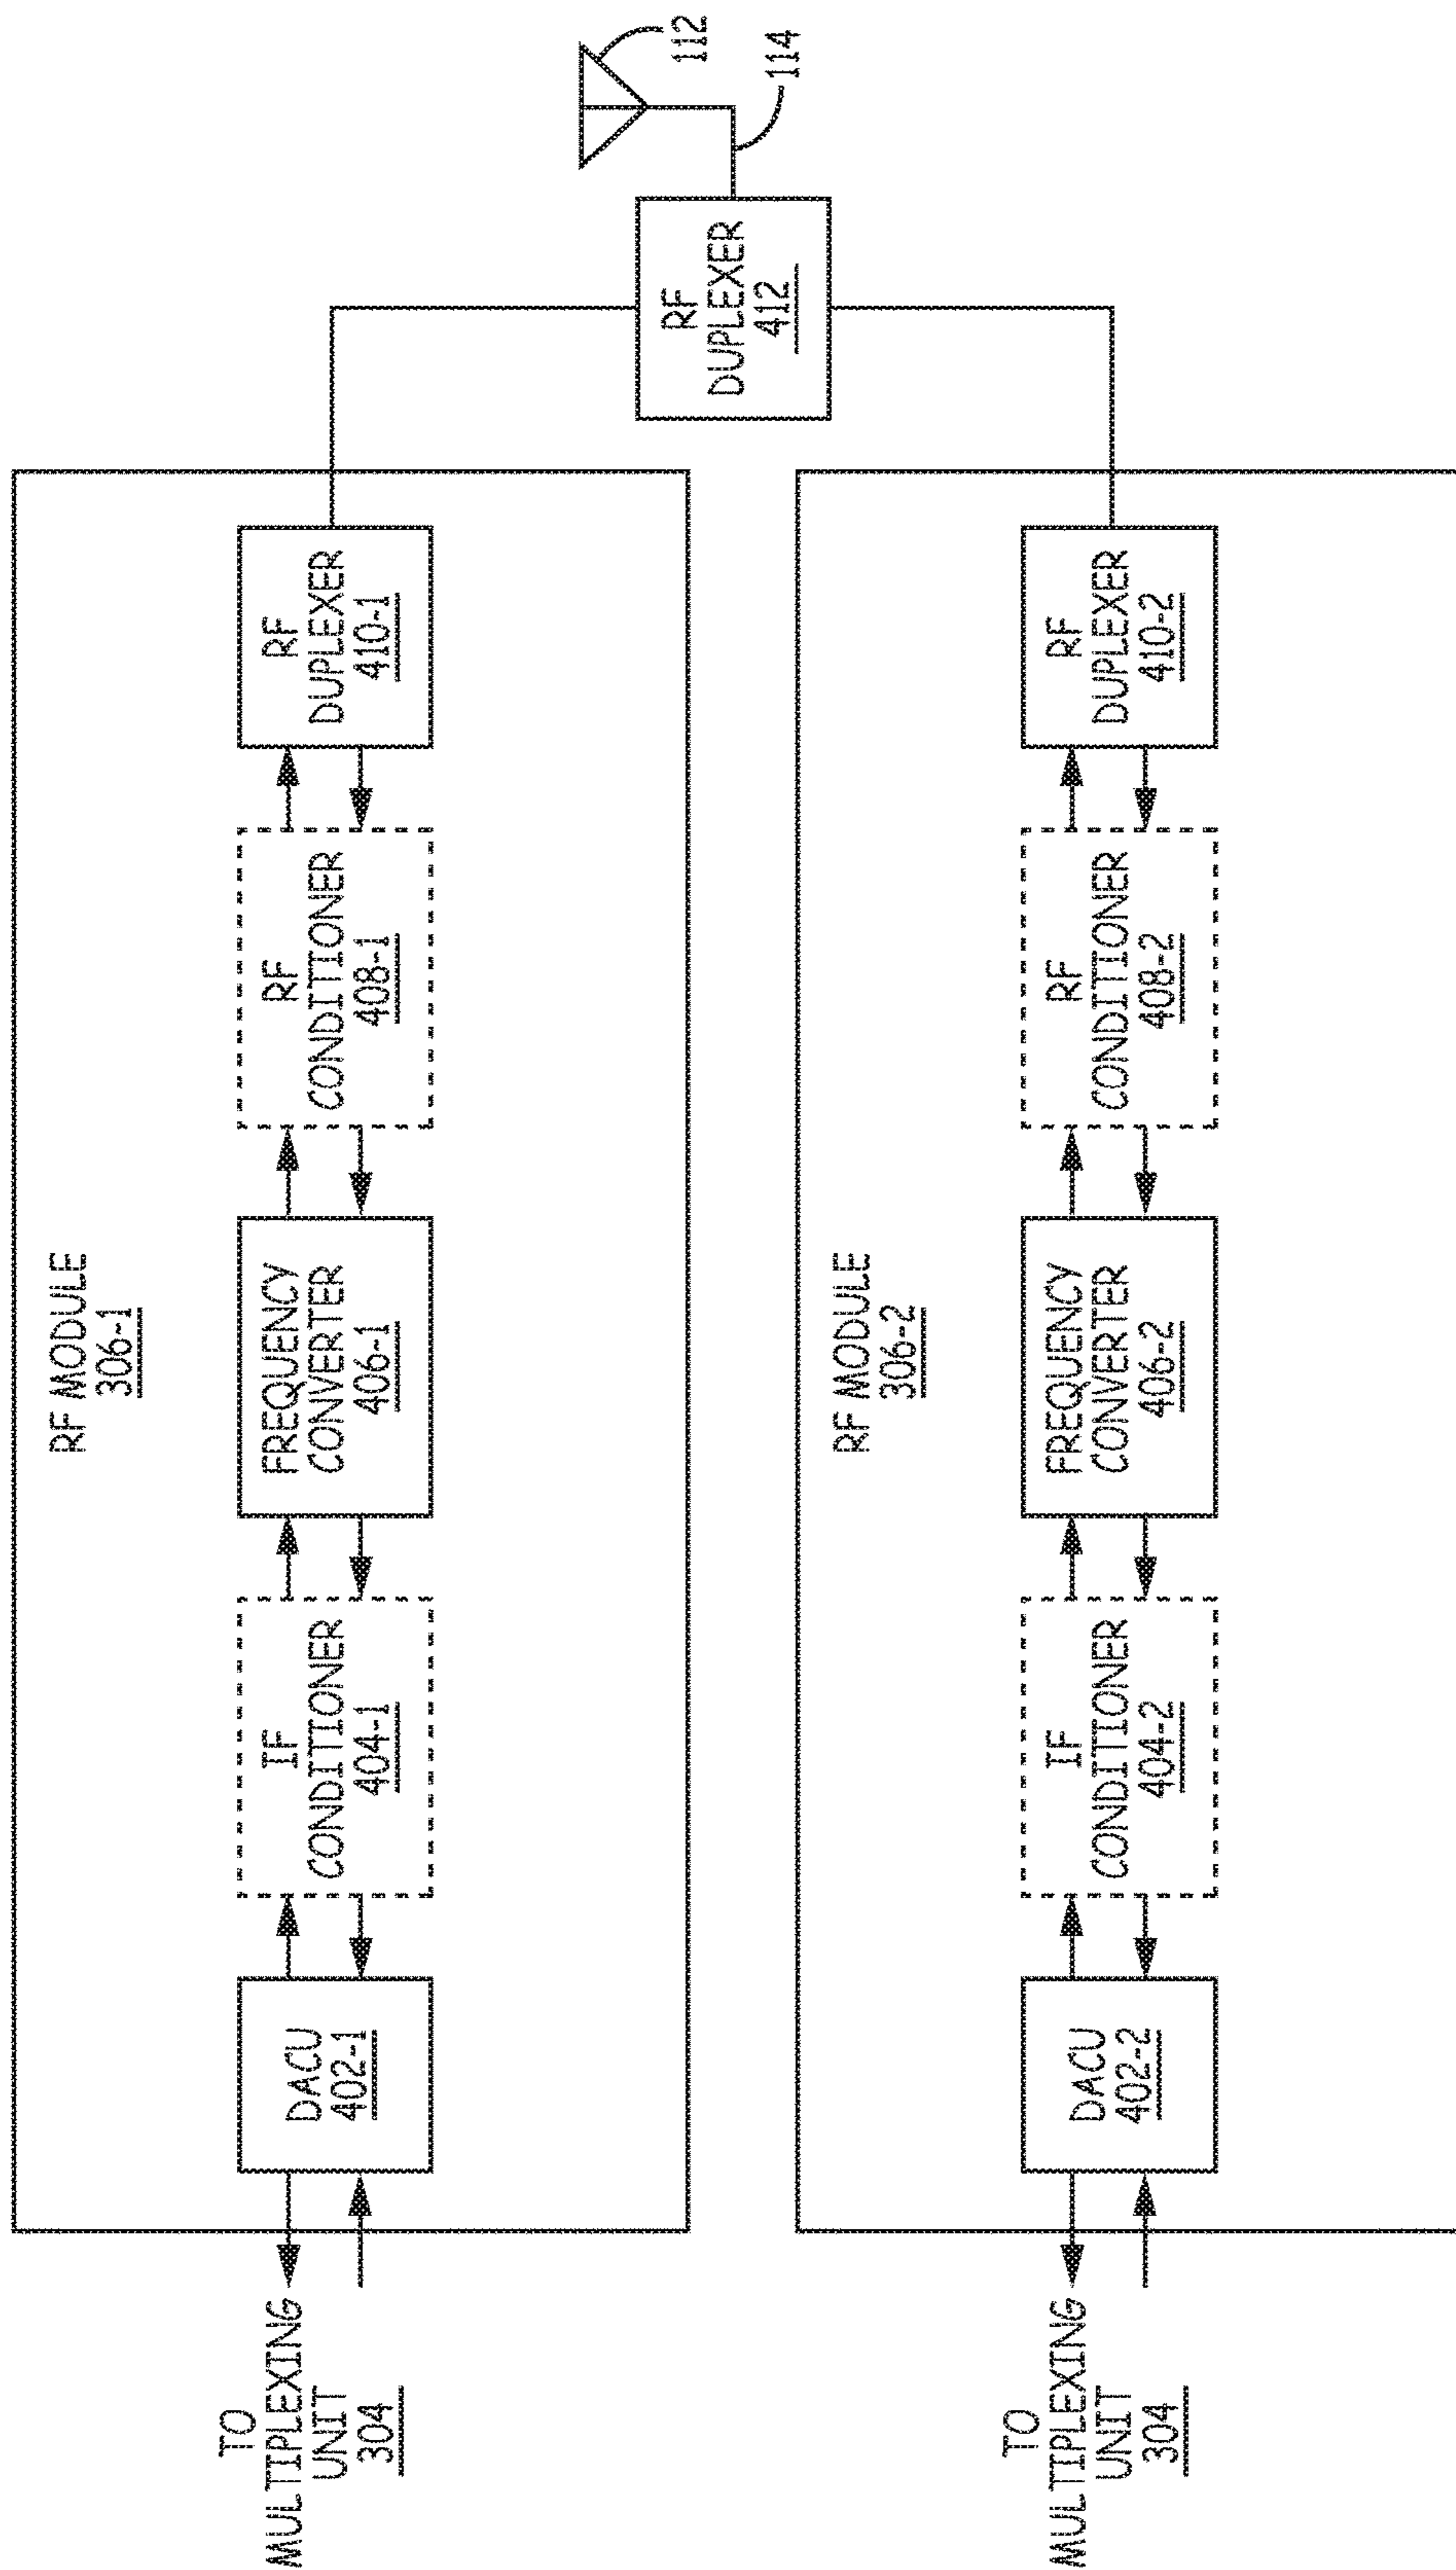 RF MODULE
306-1
TO
MULTIPLEXING
UNIT
304
DACU
402-1
IF
CONDITIONER
404-1
FREQUENCY
CONVERTER
406-1
RF
CONDITIONER
408-1
RF
DUPLEXER
410-1
RF
DUPLEXER
412
112
114
RF MODULE
306-2
TO
MULTIPLEXING
UNIT
304
DACU
402-2
IF
CONDITIONER
404-2
FREQUENCY
CONVERTER
406-2
RF
CONDITIONER
408-2
RF
DUPLEXER
410-2